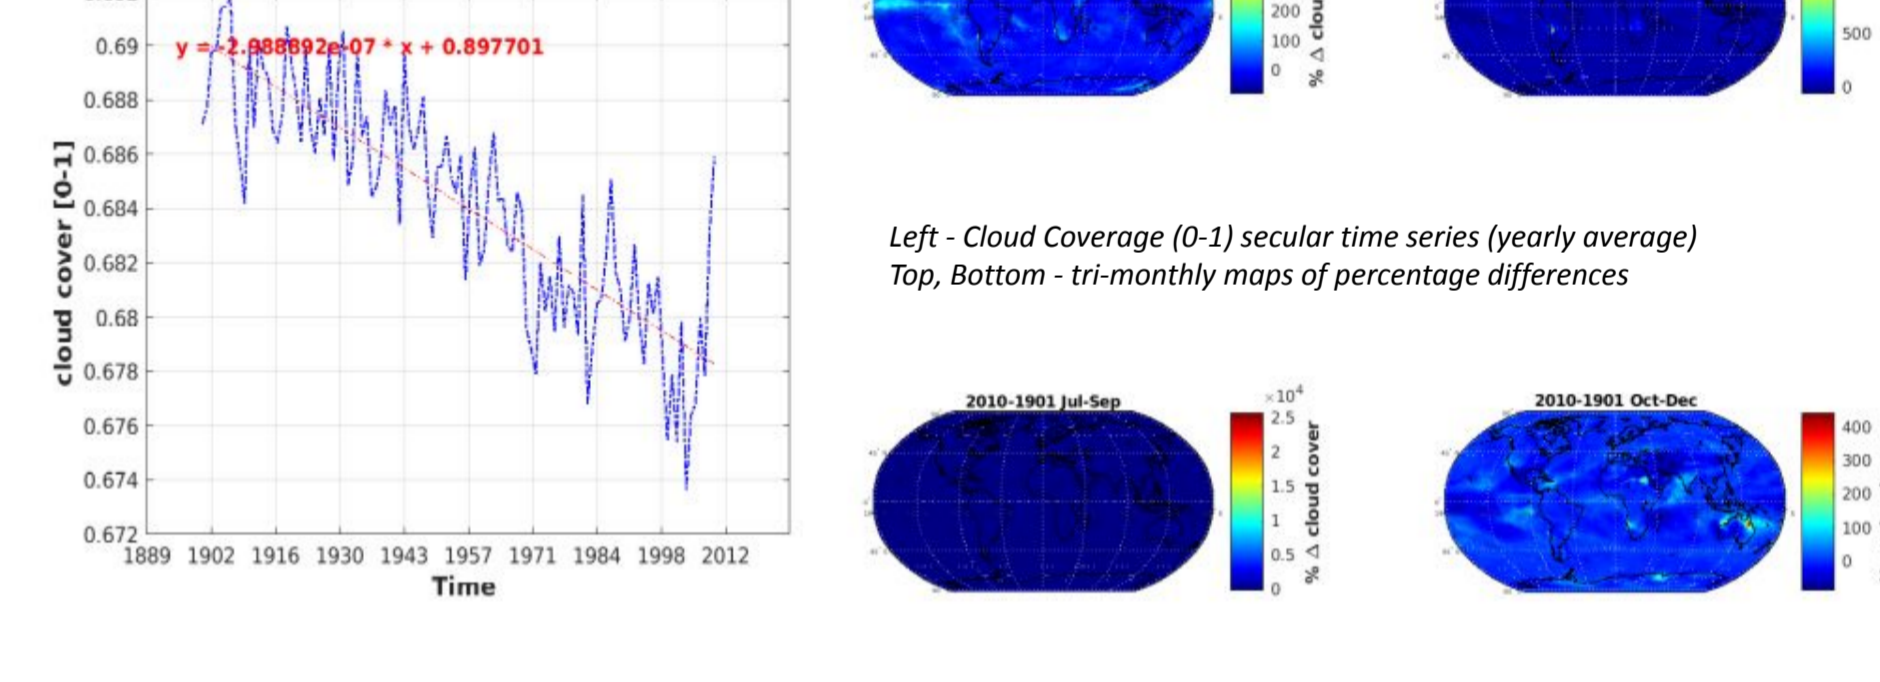 y = -2.988892e-07 * x + 0.897701
0.69
0.688
0.686
0.684
0.682
0.68
0.678
0.676
0.674
0.672
cloud cover [0-1]
1889 1902 1916 1930 1943 1957 1971 1984 1998 2012
Time
200
100
0
% Δ clou
500
0
Left - Cloud Coverage (0-1) secular time series (yearly average)
Top, Bottom - tri-monthly maps of percentage differences
2010-1901 Jul-Sep
×10⁴
2.5
2
1.5
1
0.5
0
% Δ cloud cover
2010-1901 Oct-Dec
400
300
200
100
0